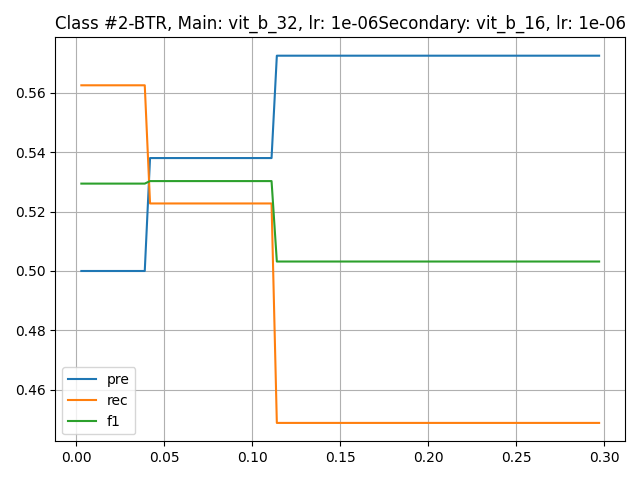 Class #2-BTR, Main: vit_b_32, lr: 1e-06Secondary: vit_b_16, lr: 1e-06
0.56
0.54
0.52
0.50
0.48
0.46
pre
rec
f1
0.00 0.05 0.10 0.15 0.20 0.25 0.30